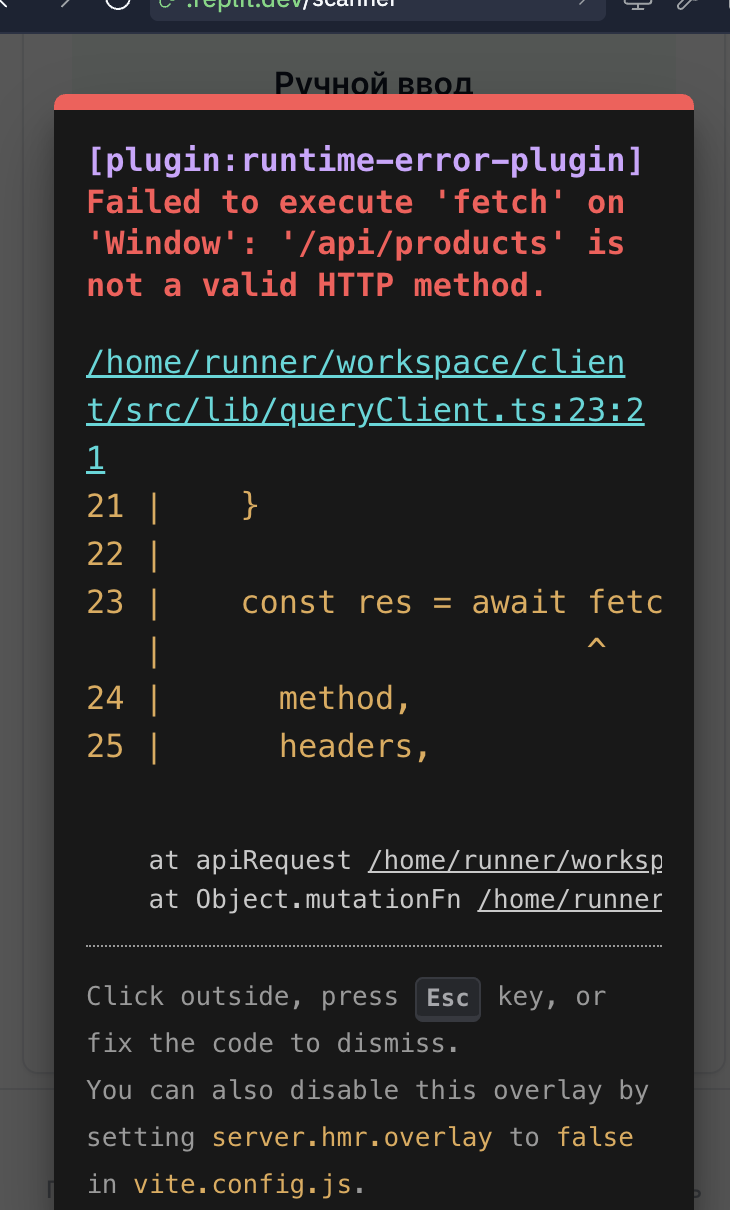 .replit.dev/scanner
Ручной ввод
[plugin:runtime-error-plugin]
Failed to execute 'fetch' on
'Window': '/api/products' is
not a valid HTTP method.
/home/runner/workspace/clien
t/src/lib/queryClient.ts:23:2
1
21 |    }
22 |
23 |    const res = await fetc
   |                      ^
24 |      method,
25 |      headers,
at apiRequest /home/runner/worksp
at Object.mutationFn /home/runner
Click outside, press Esc key, or
fix the code to dismiss.
You can also disable this overlay by
setting server.hmr.overlay to false
in vite.config.js.